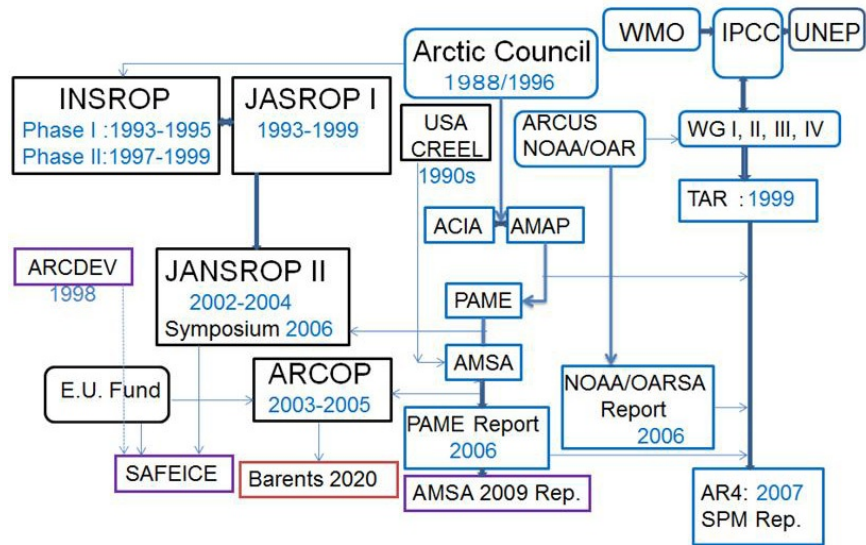 WMO
IPCC
UNEP
Arctic Council
1988/1996
INSROP
Phase I :1993-1995
Phase II:1997-1999
JASROP I
1993-1999
USA
CREEL
1990s
ARCUS
NOAA/OAR
WG I, II, III, IV
TAR : 1999
ACIA
AMAP
ARCDEV
1998
JANSROP II
2002-2004
Symposium 2006
PAME
AMSA
E.U. Fund
ARCOP
2003-2005
NOAA/OARSA
Report
2006
PAME Report
2006
SAFEICE
Barents 2020
AMSA 2009 Rep.
AR4: 2007
SPM Rep.